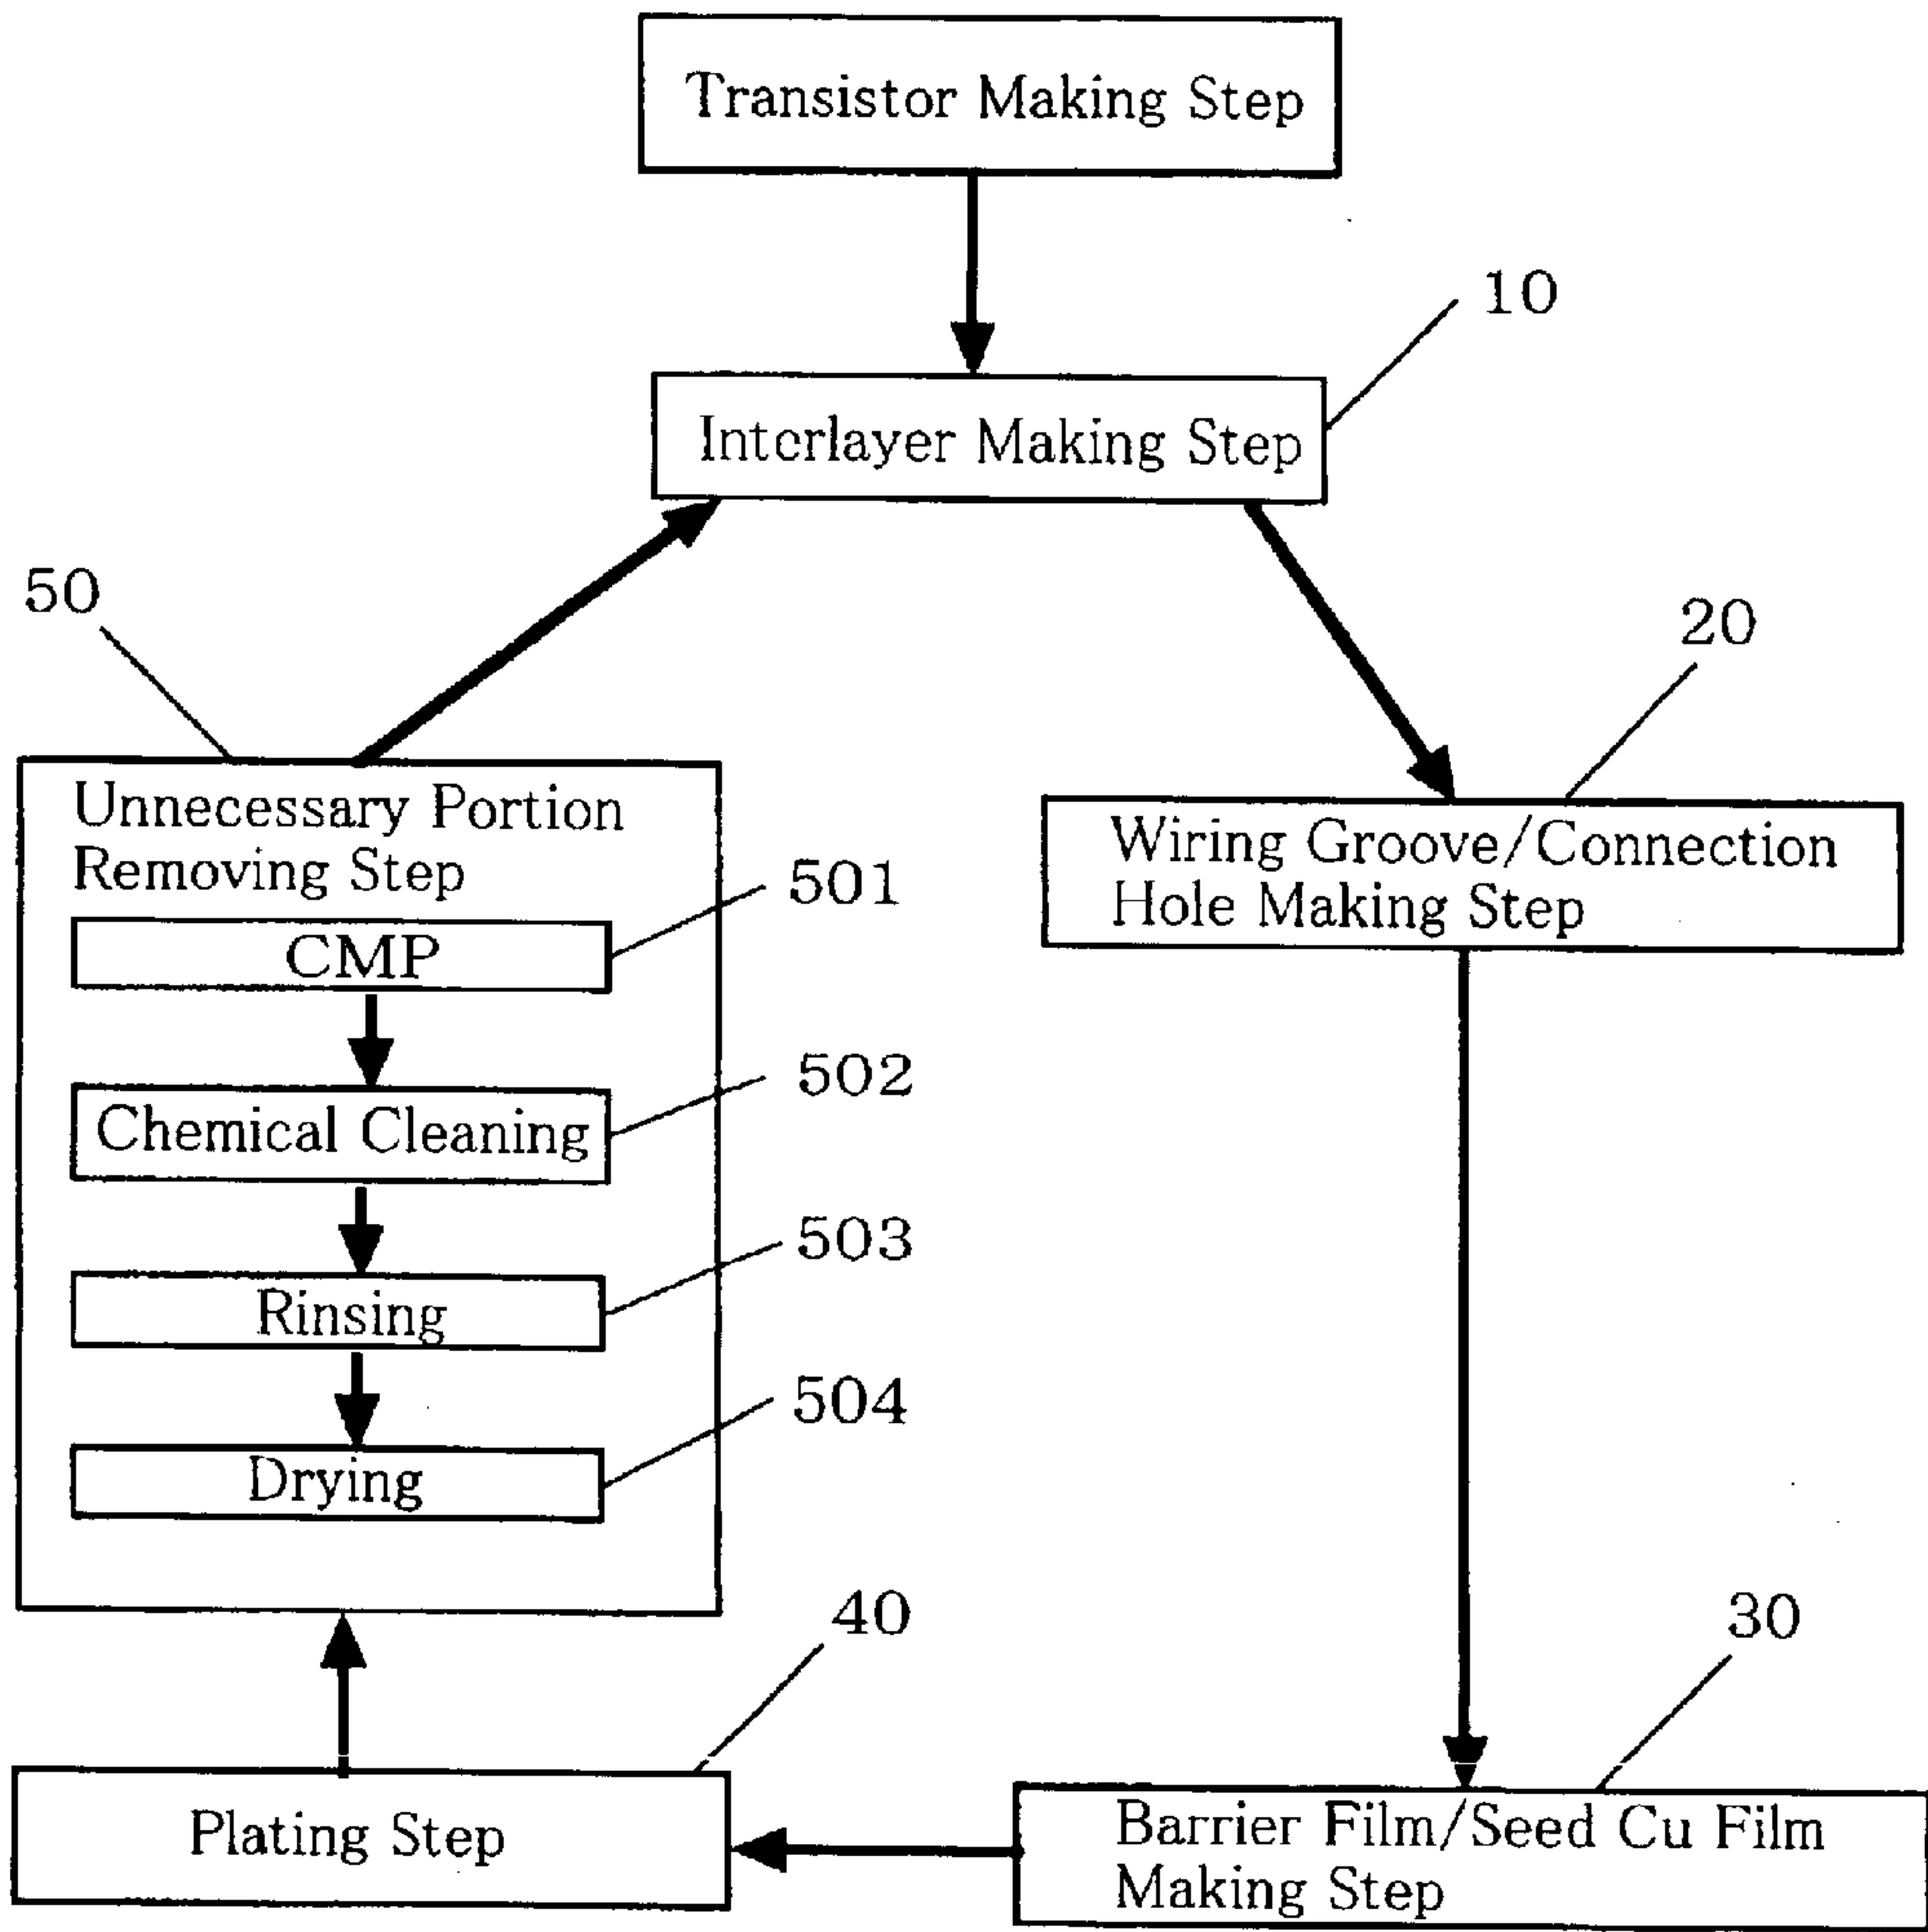 Transistor Making Step
10
Interlayer Making Step
50
20
Unnecessary Portion
Removing Step
Wiring Groove/Connection
Hole Making Step
501
CMP
502
Chemical Cleaning
503
Rinsing
504
Drying
40
30
Plating Step
Barrier Film/Seed Cu Film
Making Step